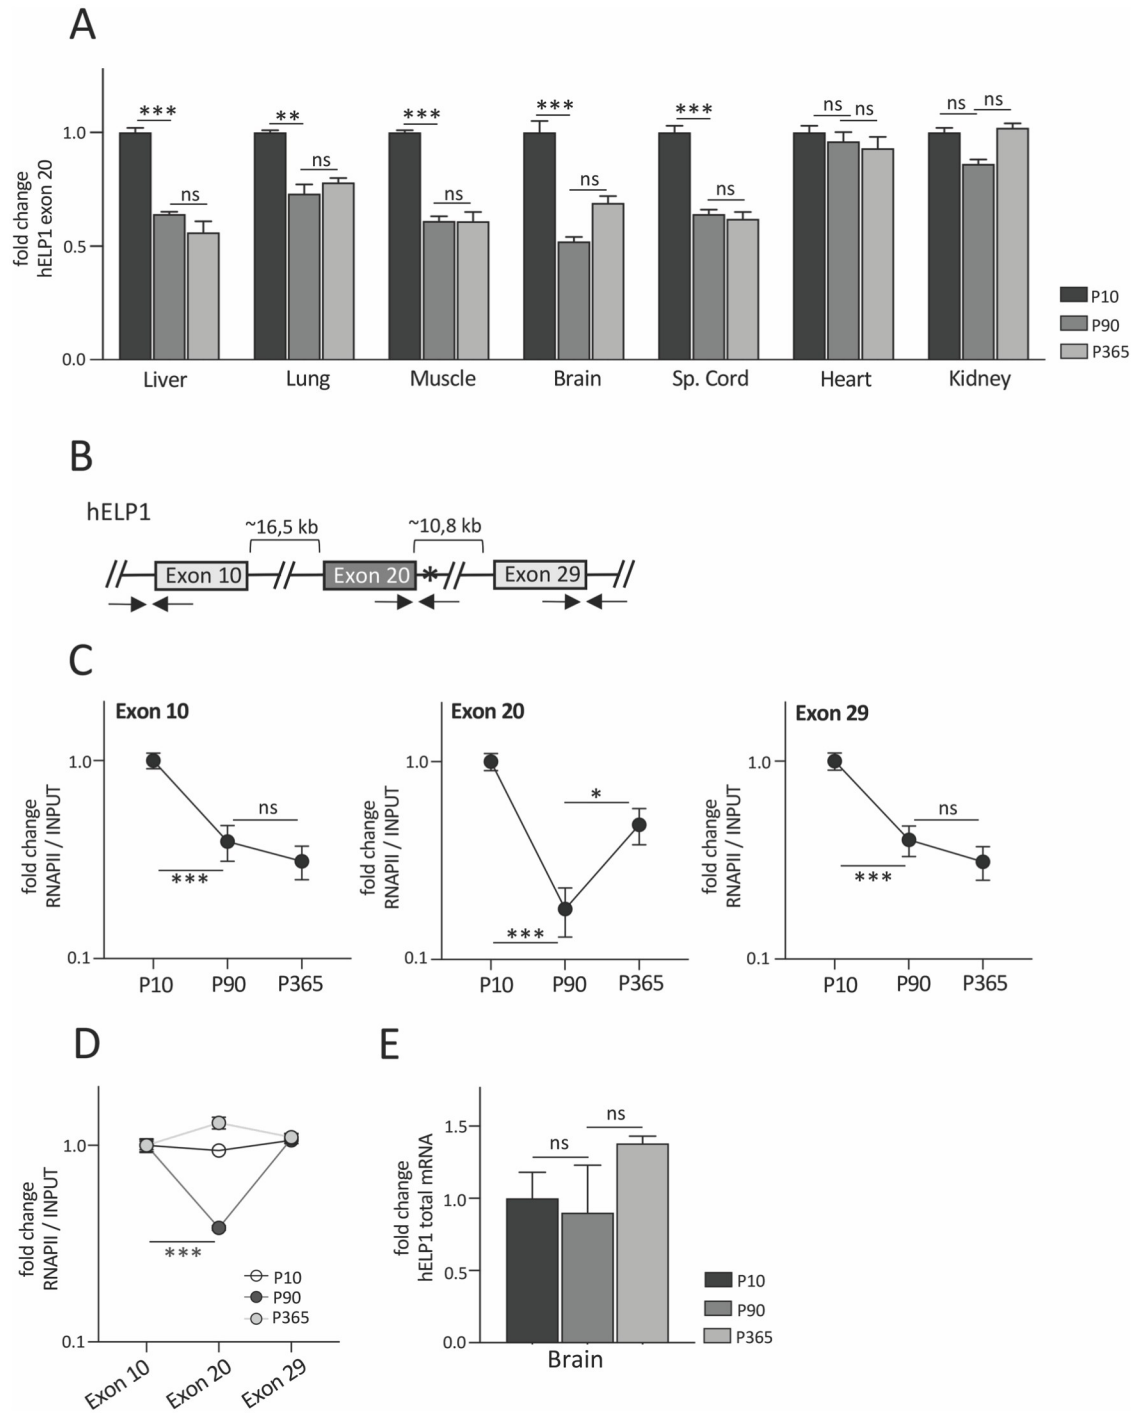 A
fold change
hELP1 exon 20
1.0
0.5
0.0
***
ns
**
ns
***
ns
***
ns
***
ns
ns
ns
ns
ns
Liver
Lung
Muscle
Brain
Sp. Cord
Heart
Kidney
P10
P90
P365
B
hELP1
~16,5 kb
~10,8 kb
Exon 10
Exon 20
*
Exon 29
C
Exon 10
fold change
RNAPII / INPUT
1.0
0.1
ns
***
P10
P90
P365
Exon 20
fold change
RNAPII / INPUT
1.0
0.1
*
***
P10
P90
P365
Exon 29
fold change
RNAPII / INPUT
1.0
0.1
ns
***
P10
P90
P365
D
fold change
RNAPII / INPUT
1.0
0.1
***
P10
P90
P365
Exon 10
Exon 20
Exon 29
E
fold change
hELP1 total mRNA
1.5
1.0
0.5
0.0
ns
ns
Brain
P10
P90
P365